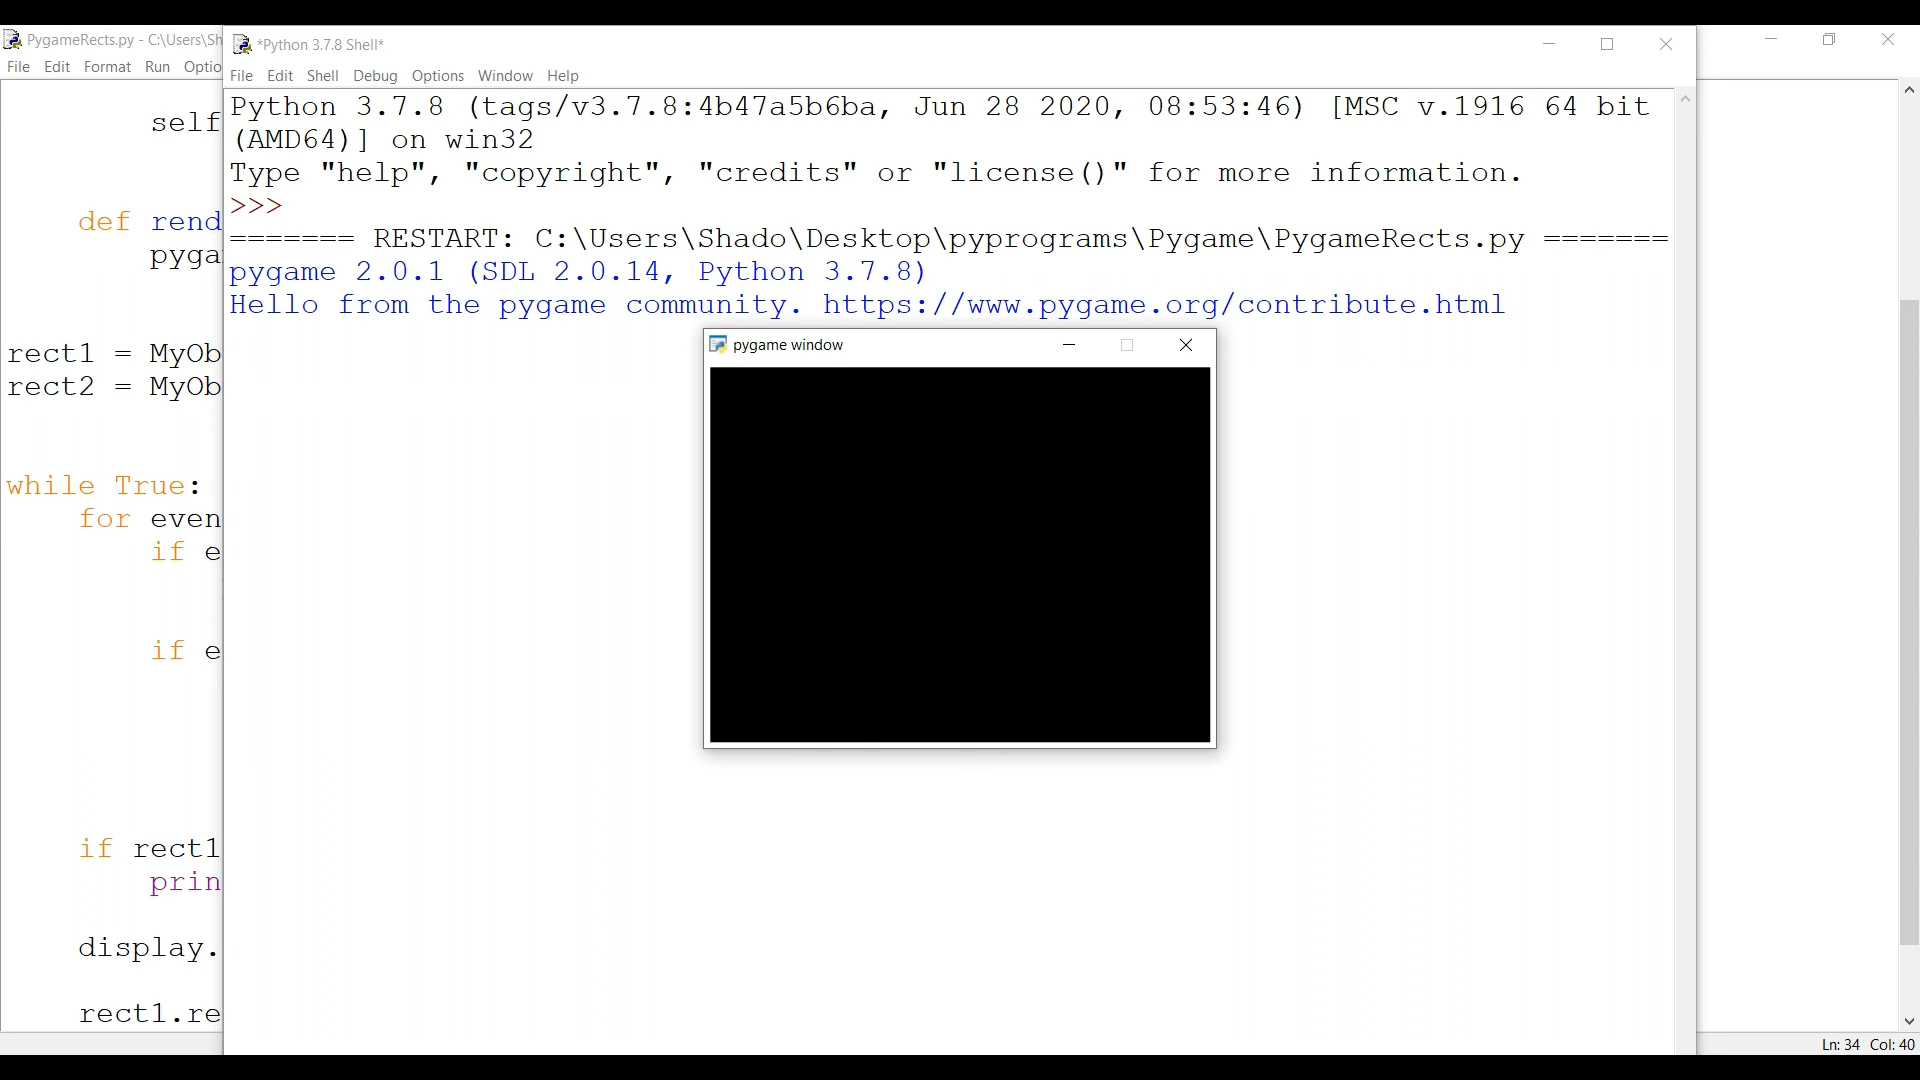 PygameRects.py - C:\Users\Sh
File Edit Format Run Optio
self
def rend
pyga
rect1 = MyOb
rect2 = MyOb
while True:
for even
if e
if e
if rect1
prin
display.
rect1.re
*Python 3.7.8 Shell*
File Edit Shell Debug Options Window Help
Python 3.7.8 (tags/v3.7.8:4b47a5b6ba, Jun 28 2020, 08:53:46) [MSC v.1916 64 bit
(AMD64)] on win32
Type "help", "copyright", "credits" or "license()" for more information.
>>>
======= RESTART: C:\Users\Shado\Desktop\pyprograms\Pygame\PygameRects.py =======
pygame 2.0.1 (SDL 2.0.14, Python 3.7.8)
Hello from the pygame community. https://www.pygame.org/contribute.html
pygame window
Ln: 34 Col: 40